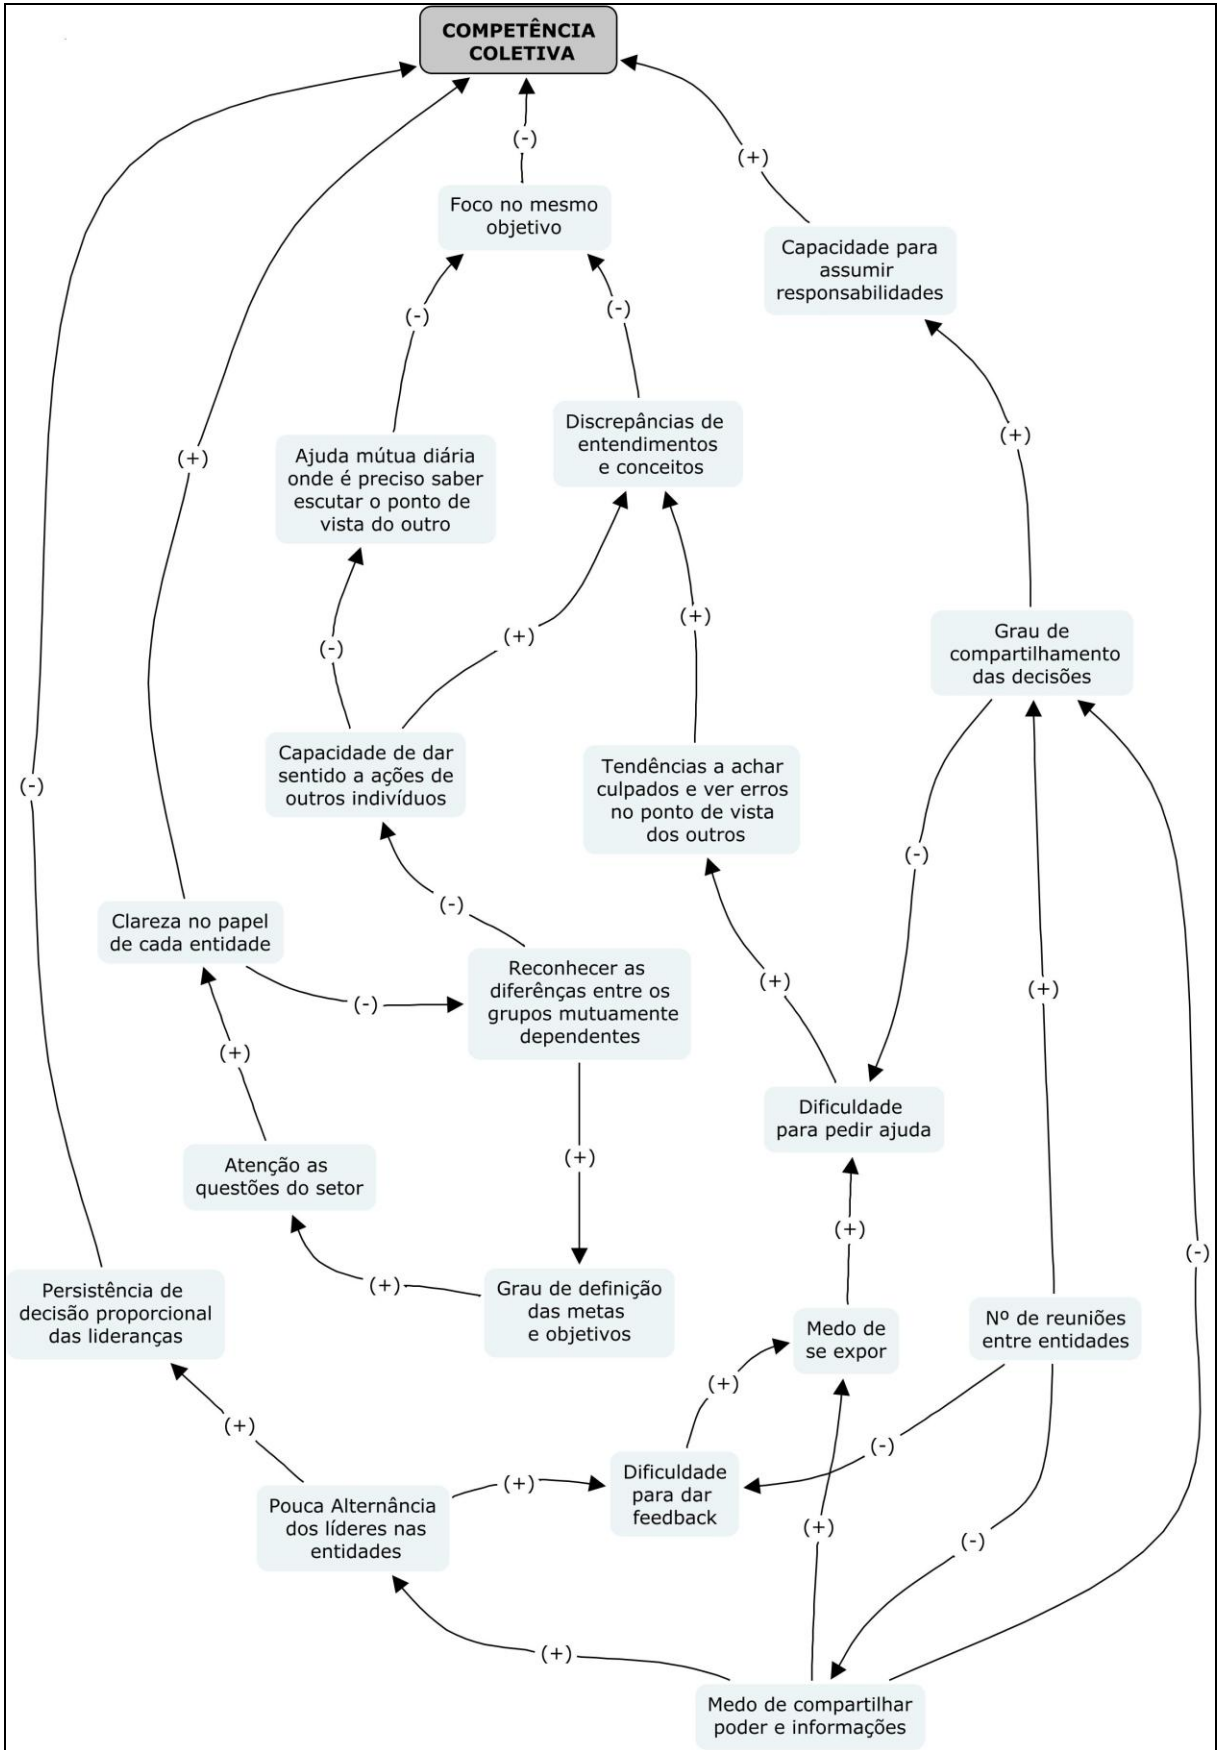 COMPETÊNCIA
COLETIVA
(-)
(+)
Foco no mesmo
objetivo
Capacidade para
assumir
responsabilidades
(-)
(-)
Discrepâncias de
entendimentos
e conceitos
(+)
(+)
Ajuda mútua diária
onde é preciso saber
escutar o ponto de
vista do outro
(+)
(+)
(-)
Grau de
compartilhamento
das decisões
Capacidade de dar
sentido a ações de
outros indivíduos
Tendências a achar
culpados e ver erros
no ponto de vista
dos outros
(-)
(-)
(-)
Clareza no papel
de cada entidade
Reconhecer as
diferênças entre os
grupos mutuamente
dependentes
(-)
(+)
(+)
(+)
Dificuldade
para pedir ajuda
Atenção as
questões do setor
(+)
(+)
(-)
Persistência de
decisão proporcional
das lideranças
(+)
Grau de definição
das metas
e objetivos
Medo de
se expor
Nº de reuniões
entre entidades
(+)
(+)
(-)
Pouca Alternância
dos líderes nas
entidades
(+)
Dificuldade
para dar
feedback
(+)
(-)
(+)
Medo de compartilhar
poder e informações